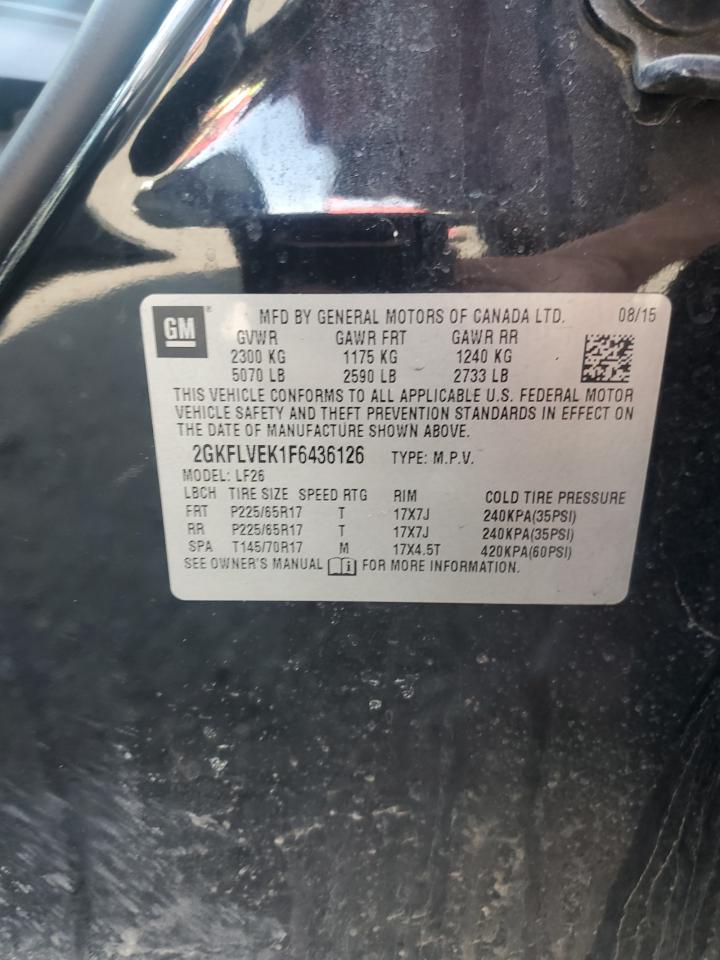 GM ® MFD BY GENERAL MOTORS OF CANADA LTD. 08/15
GVWR GAWR FRT GAWR RR
2300 KG 1175 KG 1240 KG
5070 LB 2590 LB 2733 LB
THIS VEHICLE CONFORMS TO ALL APPLICABLE U.S. FEDERAL MOTOR
VEHICLE SAFETY AND THEFT PREVENTION STANDARDS IN EFFECT ON
THE DATE OF MANUFACTURE SHOWN ABOVE.
2GKFLVEK1F6436126 TYPE: M.P.V.
MODEL: LF26
LBCH TIRE SIZE SPEED RTG RIM COLD TIRE PRESSURE
FRT P225/65R17 T 17X7J 240KPA(35PSI)
RR P225/65R17 T 17X7J 240KPA(35PSI)
SPA T145/70R17 M 17X4.5T 420KPA(60PSI)
SEE OWNER'S MANUAL FOR MORE INFORMATION.